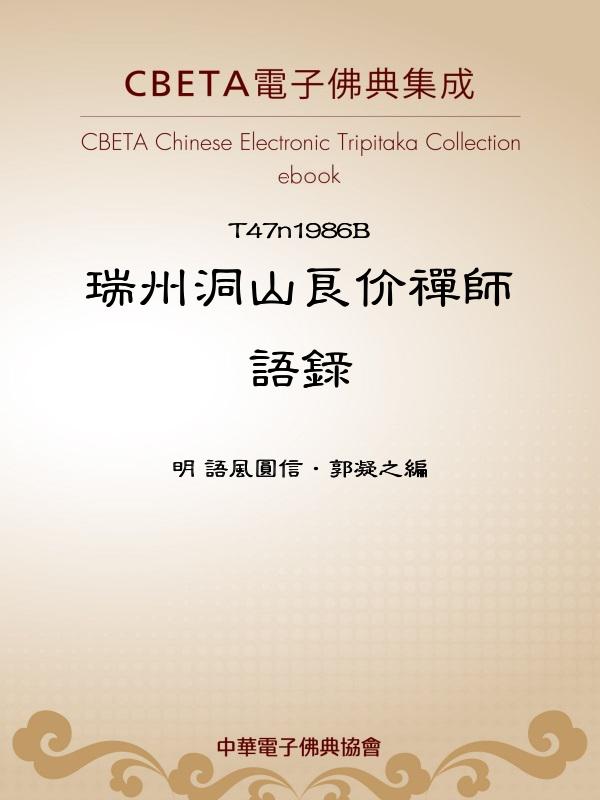 CBETA電子佛典集成
CBETA Chinese Electronic Tripitaka Collection
ebook
T47n1986B
瑞州洞山良价禪師
語錄
明 語風圓信．郭凝之編
中華電子佛典協會